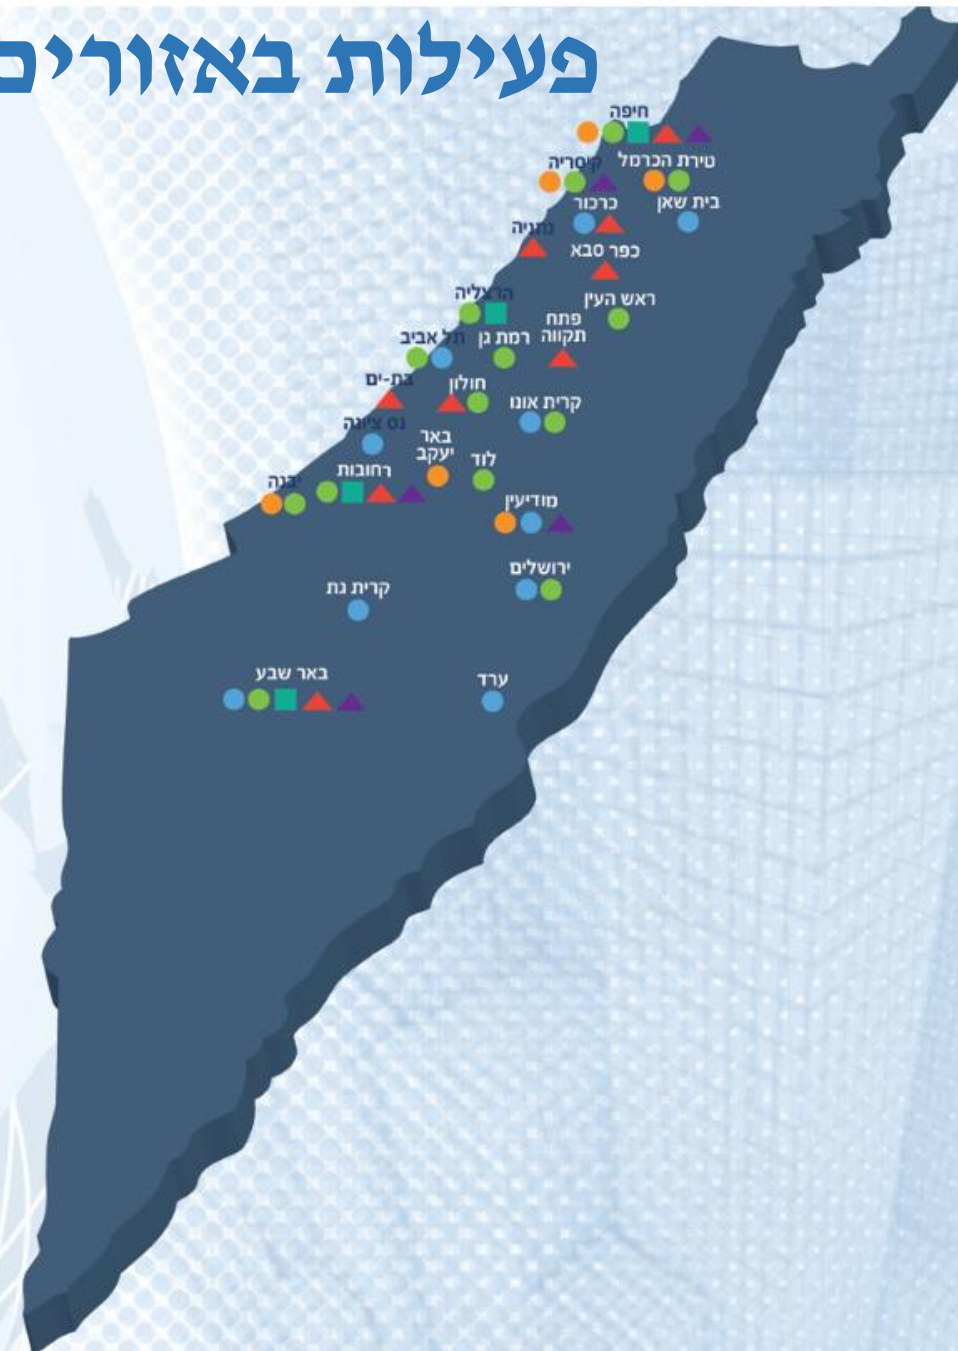 פעילות באזורים
חיפה
טירת הכרמל
קיסריה
בית שאן
כרכור
נתניה
כפר סבא
הרצליה
ראש העין
פתח
תקווה
רמת גן
תל אביב
בת-ים
חולון
קרית אונו
נס ציונה
באר
יעקב
לוד
רחובות
יבנה
מודיעין
ירושלים
קרית גת
באר שבע
ערד